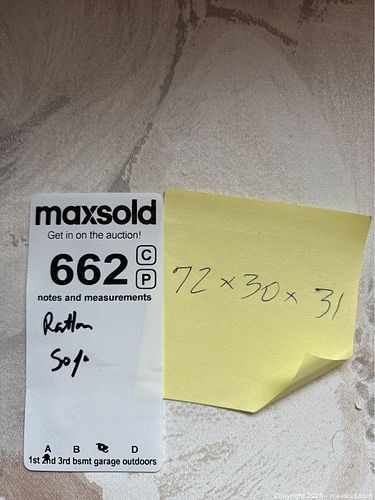 maxsold
Get in on the auction!
662 C
P
notes and measurements
Rattan
Sofa
72 x 30 x 31
A B D
1st 2nd 3rd bsmt garage outdoors
Copyright 2025 - maxsold.com